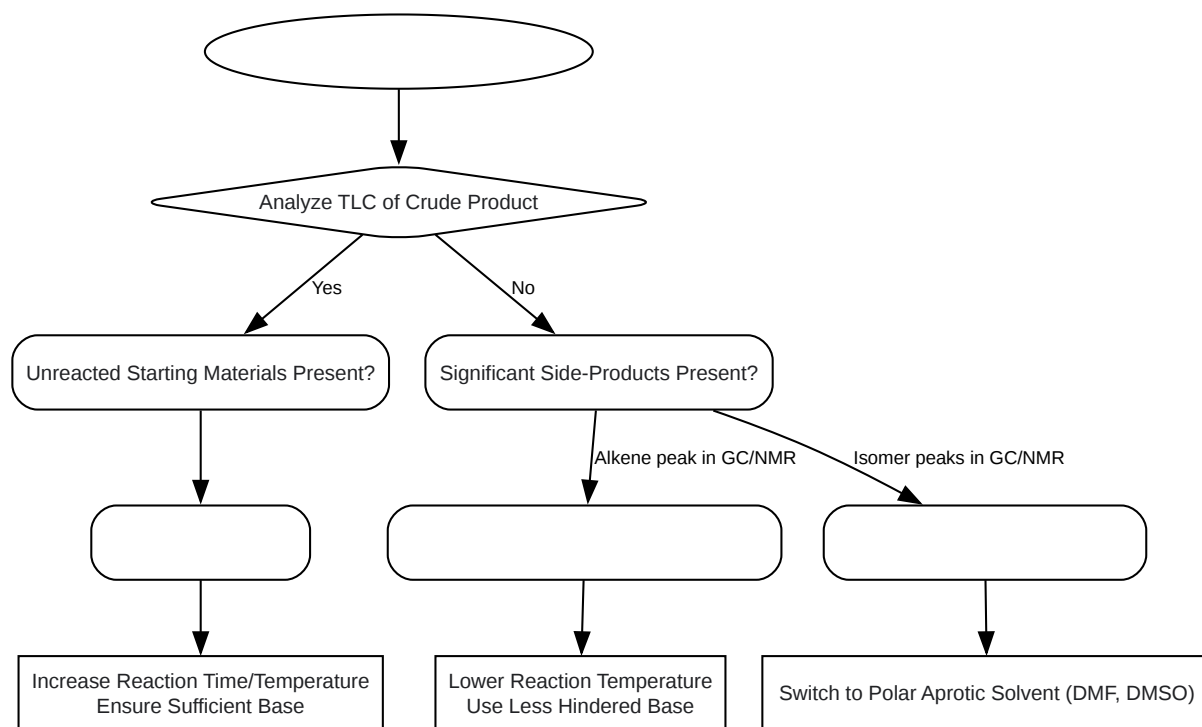 Analyze TLC of Crude Product
Yes
No
Unreacted Starting Materials Present?
Significant Side-Products Present?
Alkene peak in GC/NMR
Isomer peaks in GC/NMR
Increase Reaction Time/Temperature
Ensure Sufficient Base
Lower Reaction Temperature
Use Less Hindered Base
Switch to Polar Aprotic Solvent (DMF, DMSO)